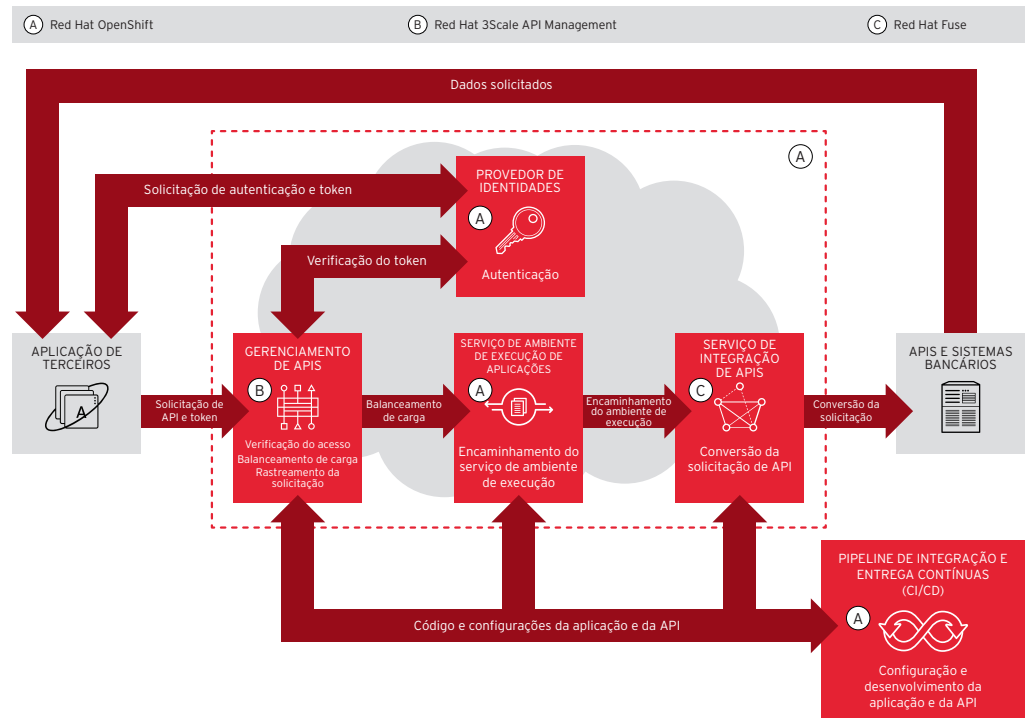 A Red Hat OpenShift
B Red Hat 3Scale API Management
C Red Hat Fuse
Dados solicitados
A
PROVEDOR DE
IDENTIDADES
A
Autenticação
Solicitação de autenticação e token
Verificação do token
APLICAÇÃO DE
TERCEIROS
A
Solicitação de
API e token
GERENCIAMENTO
DE APIS
B
Verificação do acesso
Balanceamento de carga
Rastreamento da
solicitação
Balanceamento
de carga
SERVIÇO DE AMBIENTE
DE EXECUÇÃO DE
APLICAÇÕES
A
Encaminhamento do
serviço de ambiente
de execução
Encaminhamento
do ambiente de
execução
SERVIÇO DE
INTEGRAÇÃO
DE APIS
C
Conversão da
solicitação de API
Conversão da
solicitação
APIS E SISTEMAS
BANCÁRIOS
Código e configurações da aplicação e da API
PIPELINE DE INTEGRAÇÃO E
ENTREGA CONTÍNUAS
(CI/CD)
A
Configuração e
desenvolvimento da
aplicação e da API